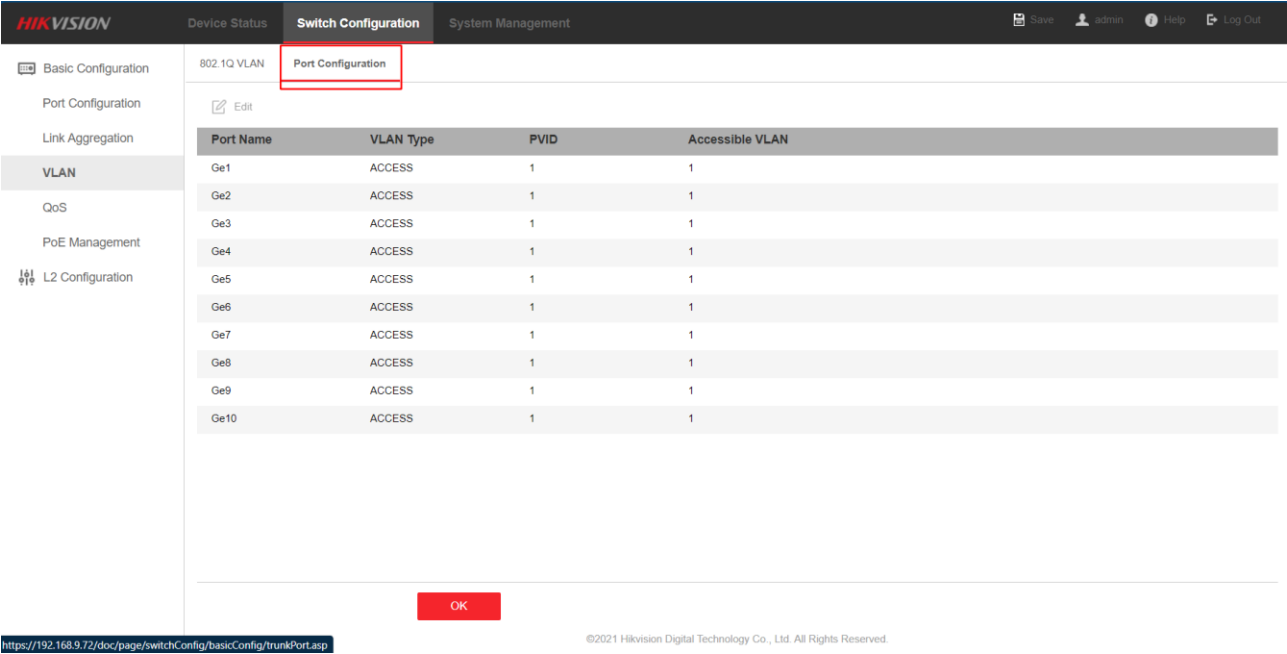 HIKVISION Device Status Switch Configuration System Management Save admin Help Log Out
Basic Configuration
Port Configuration
Link Aggregation
VLAN
QoS
PoE Management
L2 Configuration
802.1Q VLAN Port Configuration
Edit
Port Name VLAN Type PVID Accessible VLAN
Ge1 ACCESS 1 1
Ge2 ACCESS 1 1
Ge3 ACCESS 1 1
Ge4 ACCESS 1 1
Ge5 ACCESS 1 1
Ge6 ACCESS 1 1
Ge7 ACCESS 1 1
Ge8 ACCESS 1 1
Ge9 ACCESS 1 1
Ge10 ACCESS 1 1
OK
©2021 Hikvision Digital Technology Co., Ltd. All Rights Reserved.
https://192.168.9.72/doc/page/switchConfig/basicConfig/trunkPort.asp